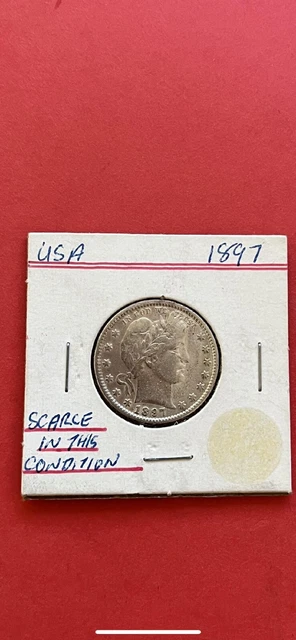 USA 1897
1897
SCARCE
IN THIS
CONDITION